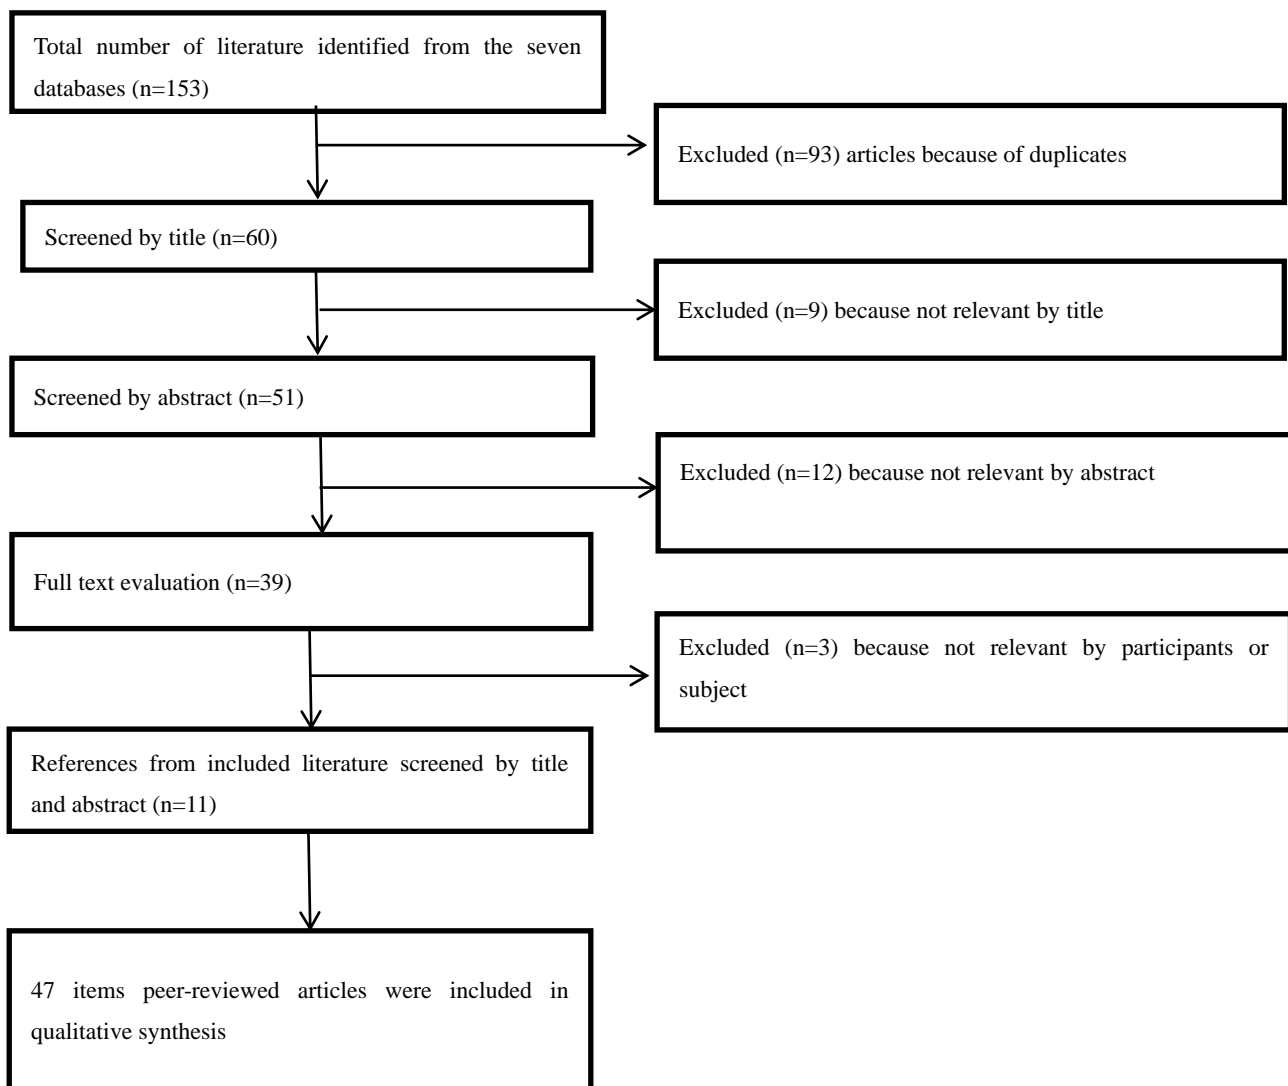 Total number of literature identified from the seven
databases (n=153)
Excluded (n=93) articles because of duplicates
Screened by title (n=60)
Excluded (n=9) because not relevant by title
Screened by abstract (n=51)
Excluded (n=12) because not relevant by abstract
Full text evaluation (n=39)
Excluded (n=3) because not relevant by participants or
subject
References from included literature screened by title
and abstract (n=11)
47 items peer-reviewed articles were included in
qualitative synthesis